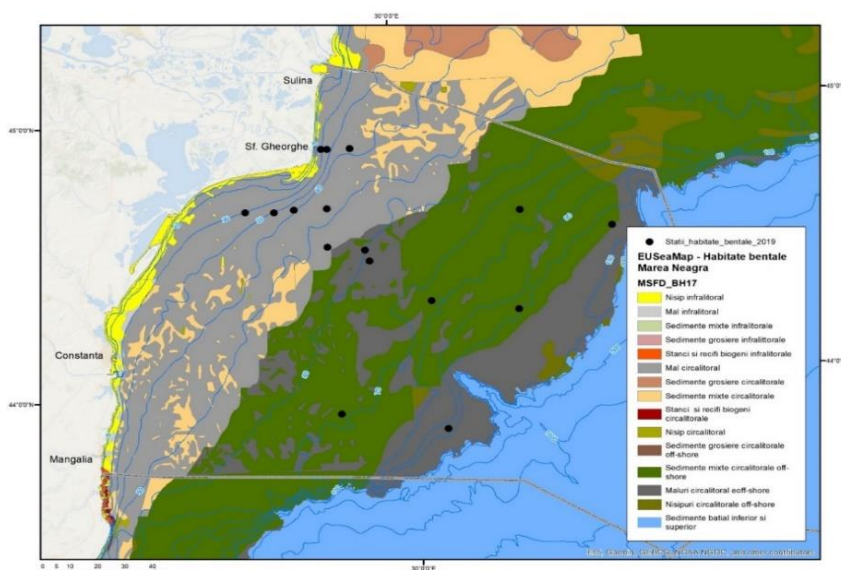 30°0'0"E
Sulina
45°0'0"N
45°0'0"N
Sf. Gheorghe
Statii_habitate_bentale_2019
EUSeaMap - Habitate bentale
Marea Neagra
MSFD_BH17
Nisip infralitoral
Mal infralitoral
Sedimente mixte infralitorale
Sedimente grosiere infralittorale
Stanci si recifi biogeni infralitorale
Mal circalitoral
Sedimente grosiere circalitorale
Sedimente mixte circalitorale
Stanci si recifi biogeni
circalitorale
Nisip circalitoral
Sedimente grosiere circalitorale
off-shore
Sedimente mixte circalitorale off-
shore
Maluri circalitoral eoff-shore
Nisipuri circalitorale off-shore
Sedimente batial inferior si
superior
Constanta
44°0'0"N
Mangalia
0 5 10 20 30 40
30°0'0"E